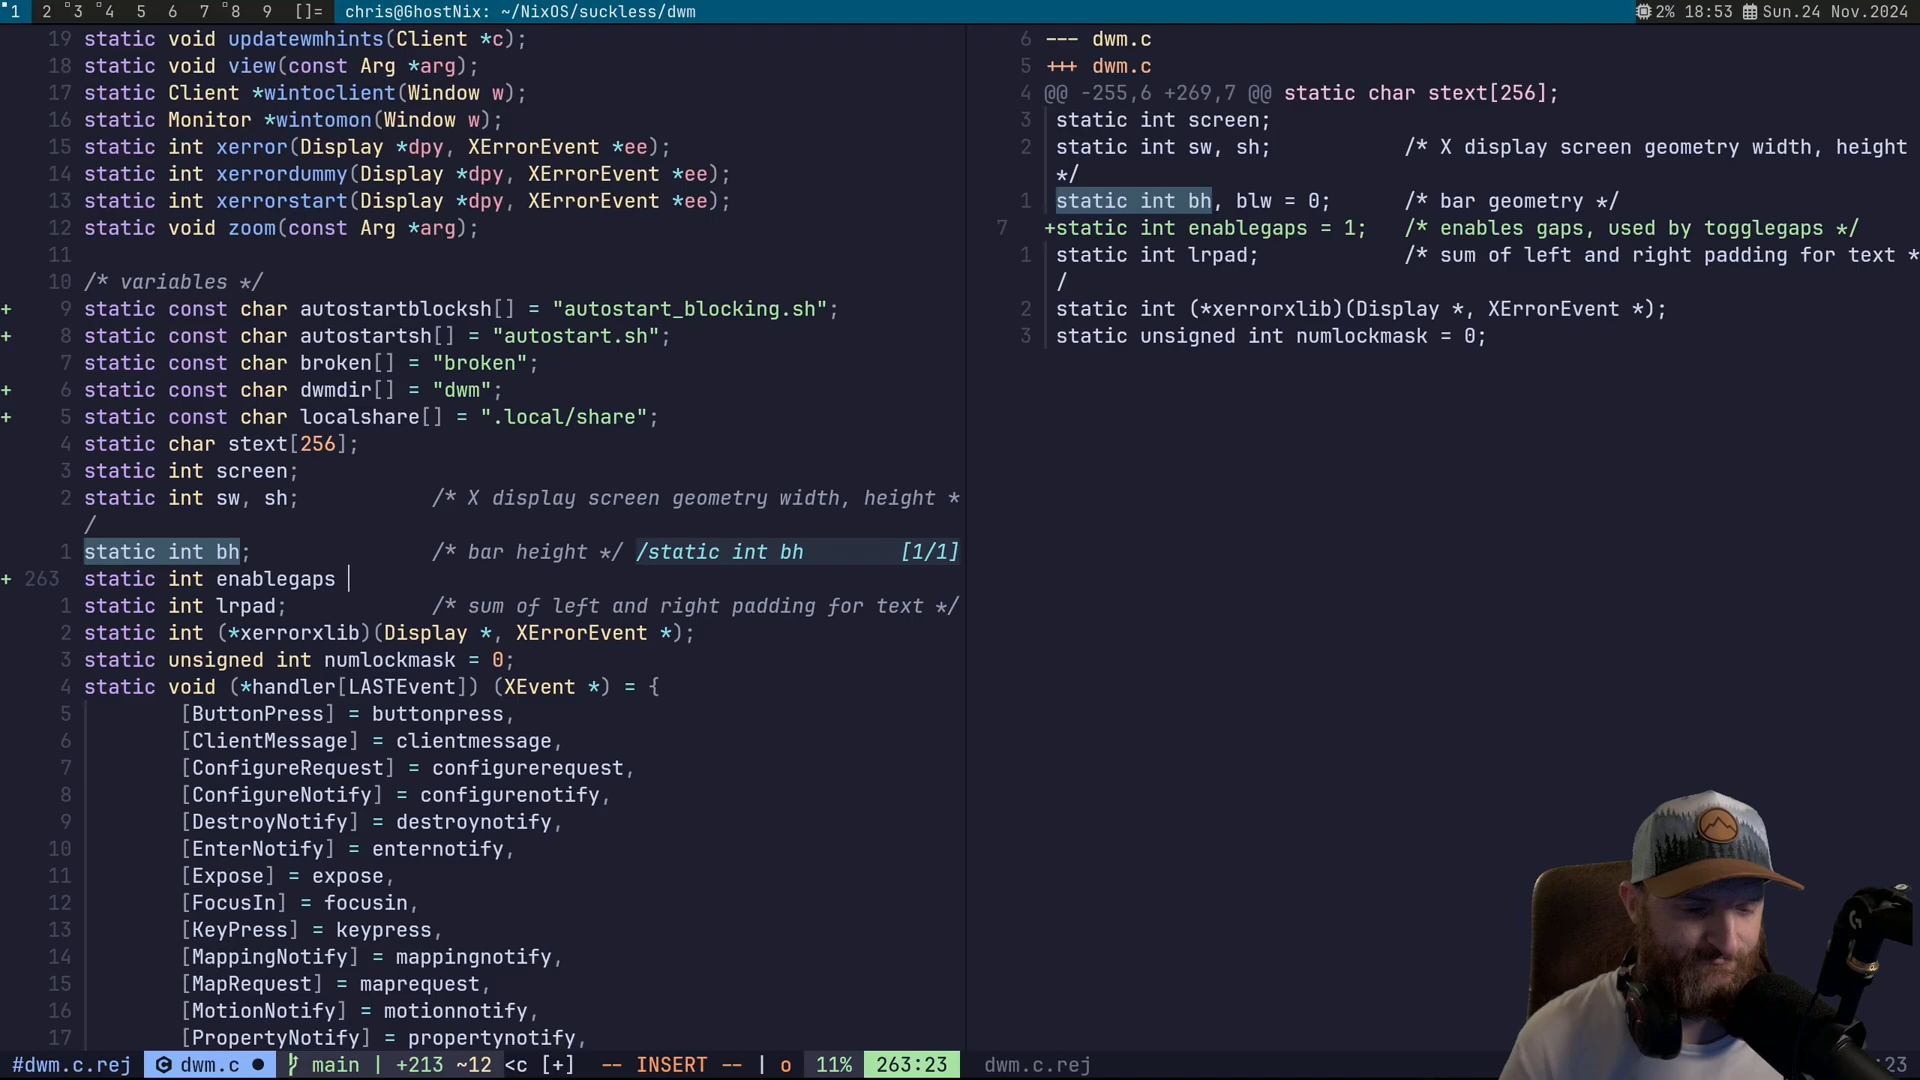 1 2 3 4 5 6 7 8 9 []= chris@GhostNix: ~/NixOS/suckless/dwm 2% 18:53 Sun.24 Nov.2024
19 static void updatewmhints(Client *c);
18 static void view(const Arg *arg);
17 static Client *wintoclient(Window w);
16 static Monitor *wintomon(Window w);
15 static int xerror(Display *dpy, XErrorEvent *ee);
14 static int xerrordummy(Display *dpy, XErrorEvent *ee);
13 static int xerrorstart(Display *dpy, XErrorEvent *ee);
12 static void zoom(const Arg *arg);
11
10 /* variables */
+ 9 static const char autostartblocksh[] = "autostart_blocking.sh";
+ 8 static const char autostartsh[] = "autostart.sh";
7 static const char broken[] = "broken";
+ 6 static const char dwmdir[] = "dwm";
+ 5 static const char localshare[] = ".local/share";
4 static char stext[256];
3 static int screen;
2 static int sw, sh; /* X display screen geometry width, height *
/
1 static int bh; /* bar height */ /static int bh [1/1]
+ 263 static int enablegaps
1 static int lrpad; /* sum of left and right padding for text */
2 static int (*xerrorxlib)(Display *, XErrorEvent *);
3 static unsigned int numlockmask = 0;
4 static void (*handler[LASTEvent]) (XEvent *) = {
5 [ButtonPress] = buttonpress,
6 [ClientMessage] = clientmessage,
7 [ConfigureRequest] = configurerequest,
8 [ConfigureNotify] = configurenotify,
9 [DestroyNotify] = destroynotify,
10 [EnterNotify] = enternotify,
11 [Expose] = expose,
12 [FocusIn] = focusin,
13 [KeyPress] = keypress,
14 [MappingNotify] = mappingnotify,
15 [MapRequest] = maprequest,
16 [MotionNotify] = motionnotify,
17 [PropertyNotify] = propertynotify,
#dwm.c.rej dwm.c ● main | +213 ~12 <c [+] -- INSERT -- | o 11% 263:23
6 --- dwm.c
5 +++ dwm.c
4 @@ -255,6 +269,7 @@ static char stext[256];
3 static int screen;
2 static int sw, sh; /* X display screen geometry width, height
*/
1 static int bh, blw = 0; /* bar geometry */
7 +static int enablegaps = 1; /* enables gaps, used by togglegaps */
1 static int lrpad; /* sum of left and right padding for text *
/
2 static int (*xerrorxlib)(Display *, XErrorEvent *);
3 static unsigned int numlockmask = 0;
dwm.c.rej :23